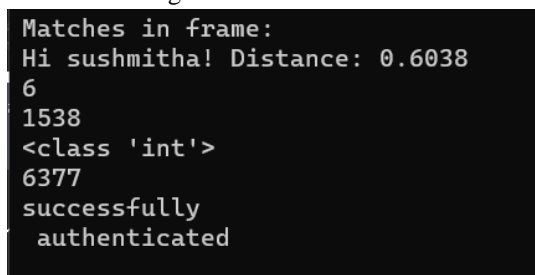 Matches in frame:
Hi sushmitha! Distance: 0.6038
6
1538
<class 'int'>
6377
successfully
 authenticated